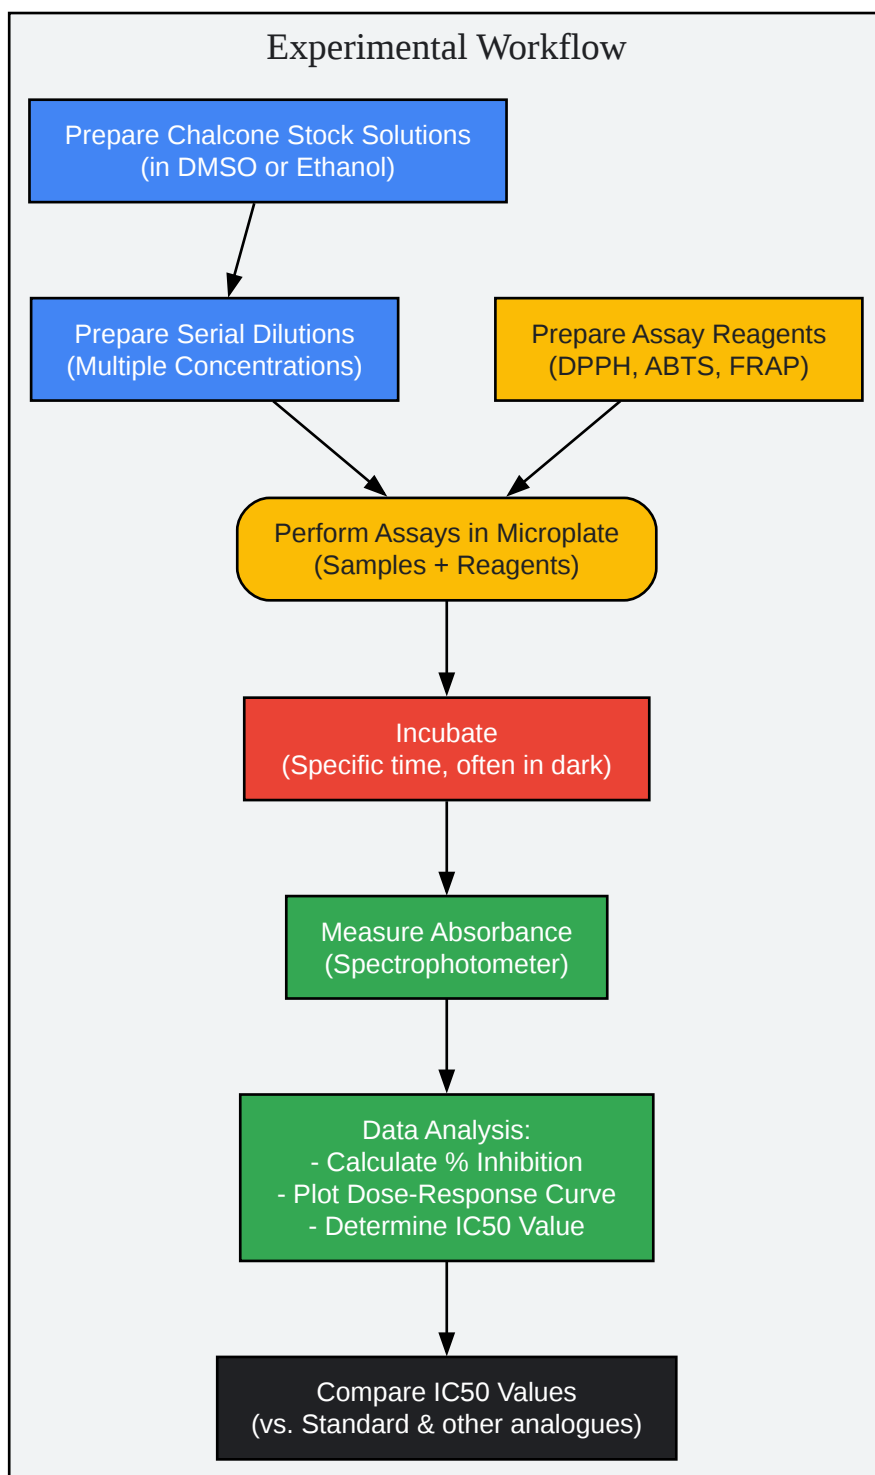 Experimental Workflow
Prepare Chalcone Stock Solutions
(in DMSO or Ethanol)
Prepare Serial Dilutions
(Multiple Concentrations)
Prepare Assay Reagents
(DPPH, ABTS, FRAP)
Perform Assays in Microplate
(Samples + Reagents)
Incubate
(Specific time, often in dark)
Measure Absorbance
(Spectrophotometer)
Data Analysis:
- Calculate % Inhibition
- Plot Dose-Response Curve
- Determine IC50 Value
Compare IC50 Values
(vs. Standard & other analogues)